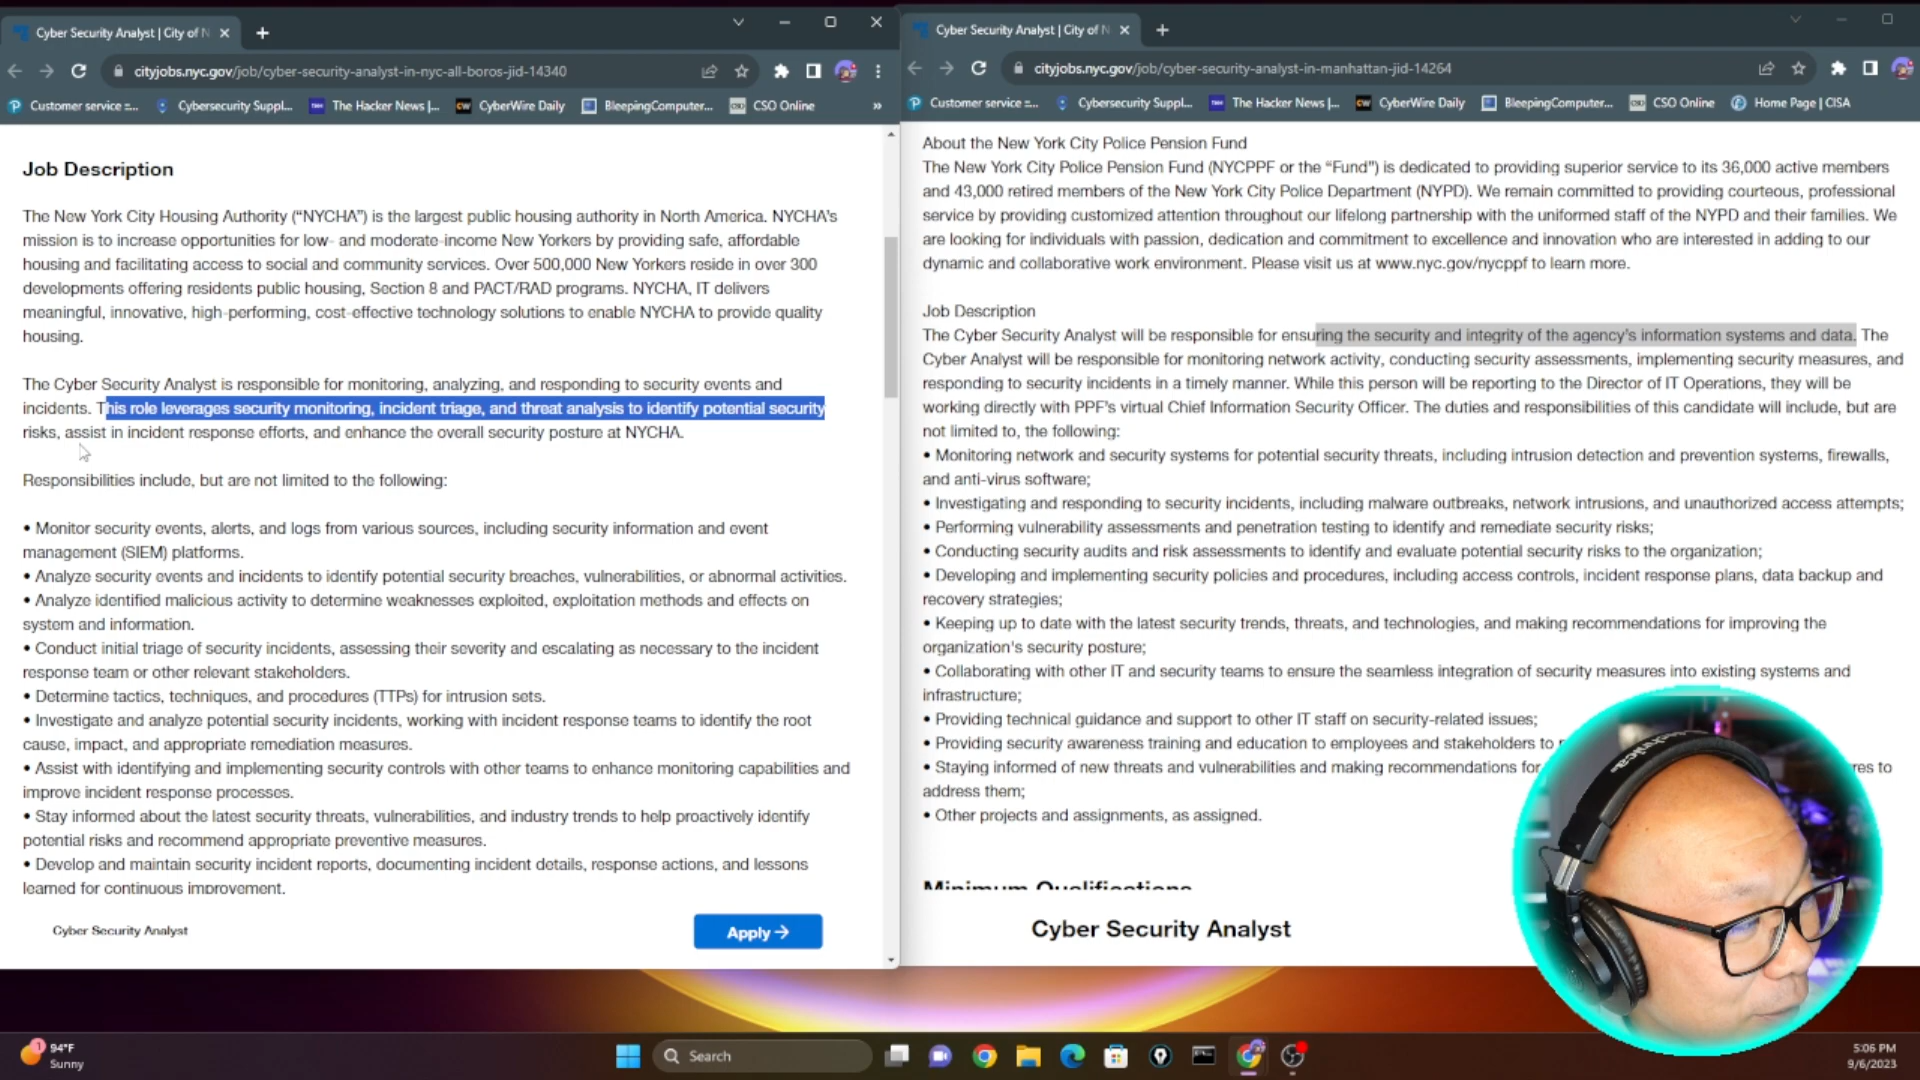 Cyber Security Analyst | City of N
cityjobs.nyc.gov/job/cyber-security-analyst-in-nyc-all-boros-jid-14340
Customer service =...
Cybersecurity Suppl...
The Hacker News |...
CyberWire Daily
BleepingComputer...
CSO Online
»
Job Description
The New York City Housing Authority (“NYCHA”) is the largest public housing authority in North America. NYCHA’s
mission is to increase opportunities for low- and moderate-income New Yorkers by providing safe, affordable
housing and facilitating access to social and community services. Over 500,000 New Yorkers reside in over 300
developments offering residents public housing, Section 8 and PACT/RAD programs. NYCHA, IT delivers
meaningful, innovative, high-performing, cost-effective technology solutions to enable NYCHA to provide quality
housing.
The Cyber Security Analyst is responsible for monitoring, analyzing, and responding to security events and
incidents. This role leverages security monitoring, incident triage, and threat analysis to identify potential security
risks, assist in incident response efforts, and enhance the overall security posture at NYCHA.
Responsibilities include, but are not limited to the following:
• Monitor security events, alerts, and logs from various sources, including security information and event
management (SIEM) platforms.
• Analyze security events and incidents to identify potential security breaches, vulnerabilities, or abnormal activities.
• Analyze identified malicious activity to determine weaknesses exploited, exploitation methods and effects on
system and information.
• Conduct initial triage of security incidents, assessing their severity and escalating as necessary to the incident
response team or other relevant stakeholders.
• Determine tactics, techniques, and procedures (TTPs) for intrusion sets.
• Investigate and analyze potential security incidents, working with incident response teams to identify the root
cause, impact, and appropriate remediation measures.
• Assist with identifying and implementing security controls with other teams to enhance monitoring capabilities and
improve incident response processes.
• Stay informed about the latest security threats, vulnerabilities, and industry trends to help proactively identify
potential risks and recommend appropriate preventive measures.
• Develop and maintain security incident reports, documenting incident details, response actions, and lessons
learned for continuous improvement.
Cyber Security Analyst
Apply →
Cyber Security Analyst | City of N
cityjobs.nyc.gov/job/cyber-security-analyst-in-manhattan-jid-14264
Customer service =...
Cybersecurity Suppl...
The Hacker News |...
CyberWire Daily
BleepingComputer...
CSO Online
Home Page | CISA
About the New York City Police Pension Fund
The New York City Police Pension Fund (NYCPPF or the “Fund”) is dedicated to providing superior service to its 36,000 active members
and 43,000 retired members of the New York City Police Department (NYPD). We remain committed to providing courteous, professional
service by providing customized attention throughout our lifelong partnership with the uniformed staff of the NYPD and their families. We
are looking for individuals with passion, dedication and commitment to excellence and innovation who are interested in adding to our
dynamic and collaborative work environment. Please visit us at www.nyc.gov/nycppf to learn more.
Job Description
The Cyber Security Analyst will be responsible for ensuring the security and integrity of the agency’s information systems and data. The
Cyber Analyst will be responsible for monitoring network activity, conducting security assessments, implementing security measures, and
responding to security incidents in a timely manner. While this person will be reporting to the Director of IT Operations, they will be
working directly with PPF’s virtual Chief Information Security Officer. The duties and responsibilities of this candidate will include, but are
not limited to, the following:
• Monitoring network and security systems for potential security threats, including intrusion detection and prevention systems, firewalls,
and anti-virus software;
• Investigating and responding to security incidents, including malware outbreaks, network intrusions, and unauthorized access attempts;
• Performing vulnerability assessments and penetration testing to identify and remediate security risks;
• Conducting security audits and risk assessments to identify and evaluate potential security risks to the organization;
• Developing and implementing security policies and procedures, including access controls, incident response plans, data backup and
recovery strategies;
• Keeping up to date with the latest security trends, threats, and technologies, and making recommendations for improving the
organization's security posture;
• Collaborating with other IT and security teams to ensure the seamless integration of security measures into existing systems and
infrastructure;
• Providing technical guidance and support to other IT staff on security-related issues;
• Providing security awareness training and education to employees and stakeholders to
• Staying informed of new threats and vulnerabilities and making recommendations for to
address them;
• Other projects and assignments, as assigned.
Minimum Qualifications
Cyber Security Analyst
1
94°F
Sunny
Search
5:06 PM
9/6/2023